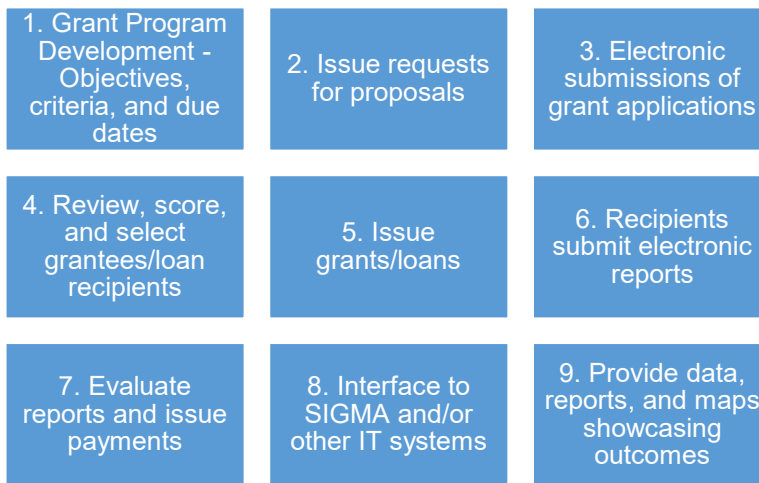 1. Grant Program
Development -
Objectives,
criteria, and due
dates
2. Issue requests
for proposals
3. Electronic
submissions of
grant applications
4. Review, score,
and select
grantees/loan
recipients
5. Issue
grants/loans
6. Recipients
submit electronic
reports
7. Evaluate
reports and issue
payments
8. Interface to
SIGMA and/or
other IT systems
9. Provide data,
reports, and maps
showcasing
outcomes